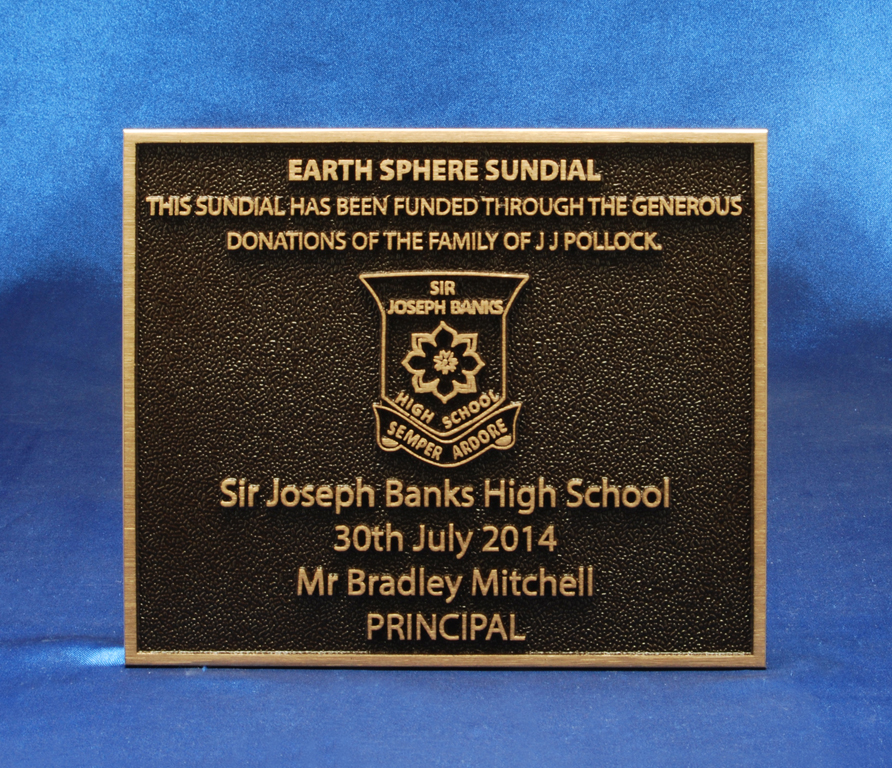 EARTH SPHERE SUNDIAL
THIS SUNDIAL HAS BEEN FUNDED THROUGH THE GENEROUS
DONATIONS OF THE FAMILY OF J J POLLOCK.
SIR
JOSEPH BANKS
HIGH SCHOOL
SEMPER ARDORE
Sir Joseph Banks High School
30th July 2014
Mr Bradley Mitchell
PRINCIPAL